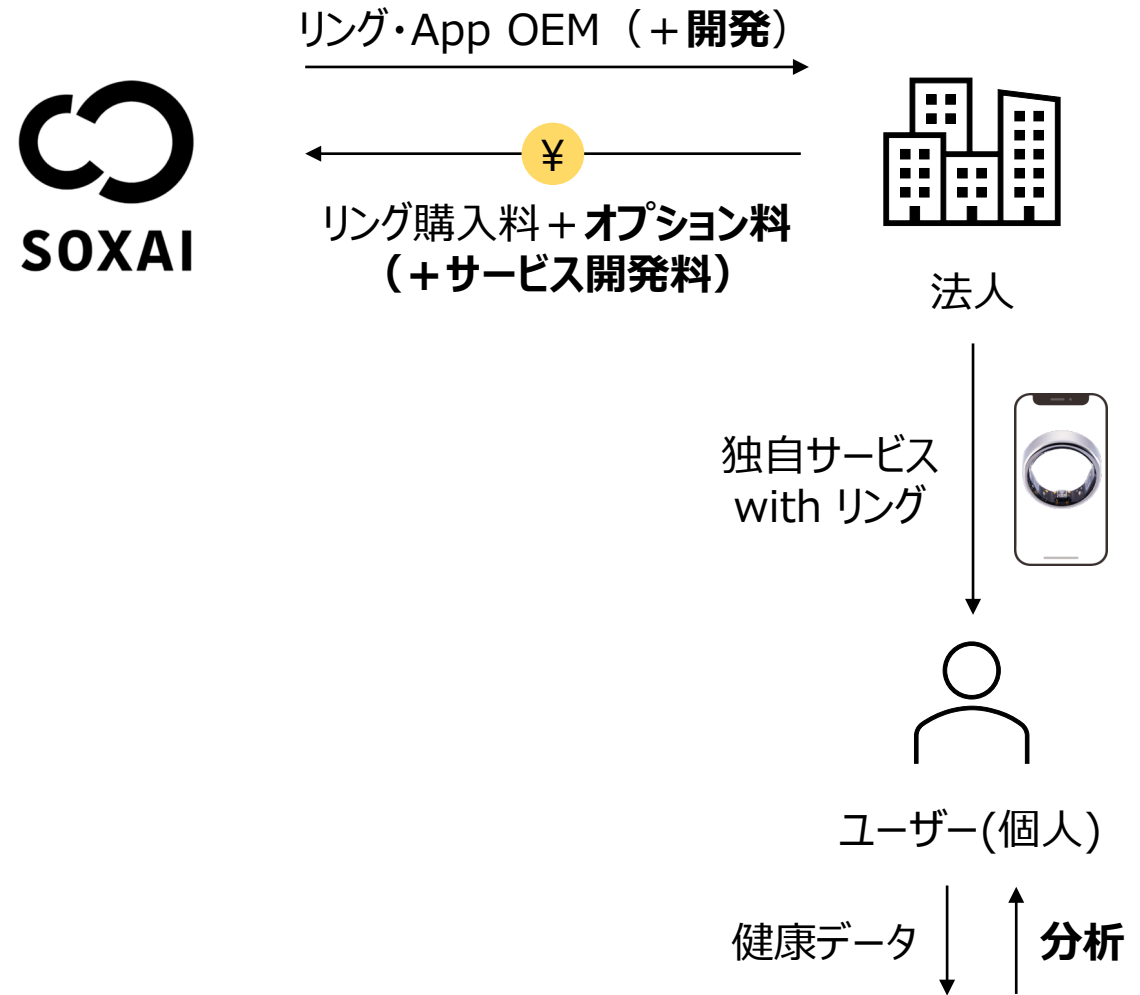 リング・App OEM（＋開発）
¥
SOXAI
リング購入料＋オプション料
（＋サービス開発料）
法人
独自サービス
with リング
ユーザー(個人)
健康データ
分析